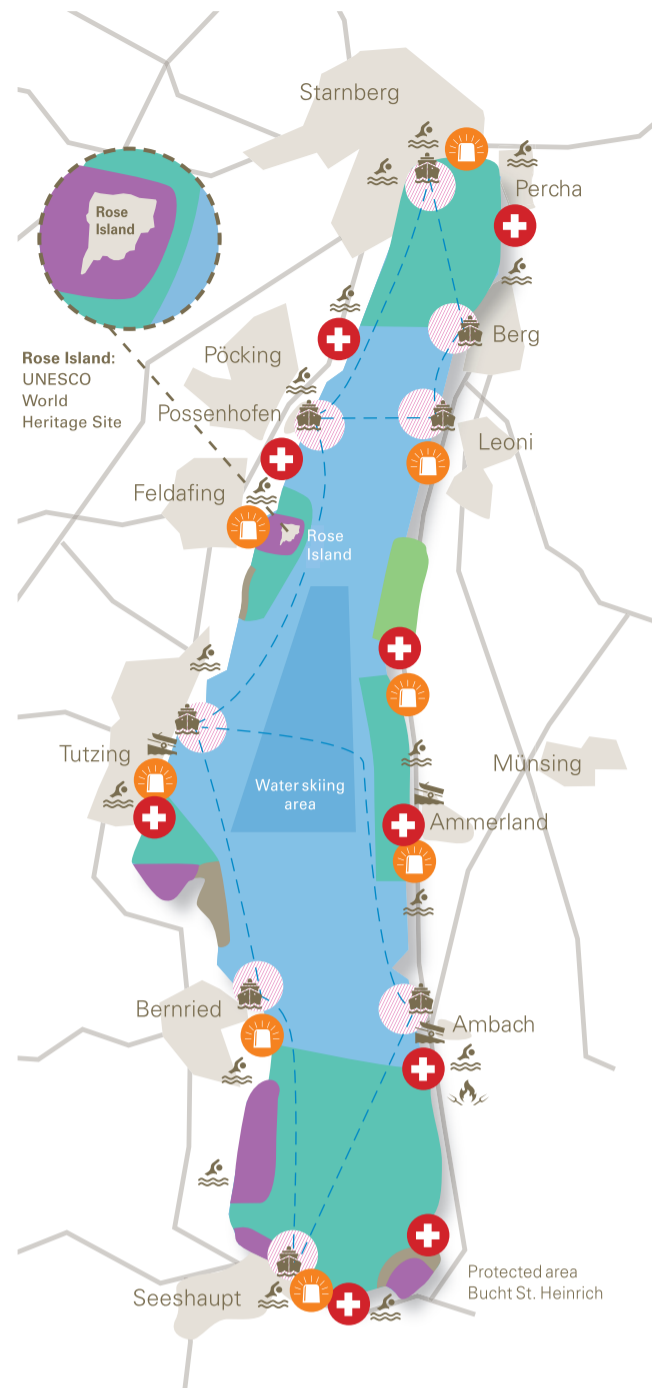 Starnberg
Percha
Rose
Island
Berg
Rose Island:
UNESCO
World
Heritage Site
Pöcking
Possenhofen
Leoni
Feldafing
Rose
Island
Tutzing
Münsing
Water skiing
area
Ammerland
Bernried
Ambach
Protected area
Bucht St. Heinrich
Seeshaupt